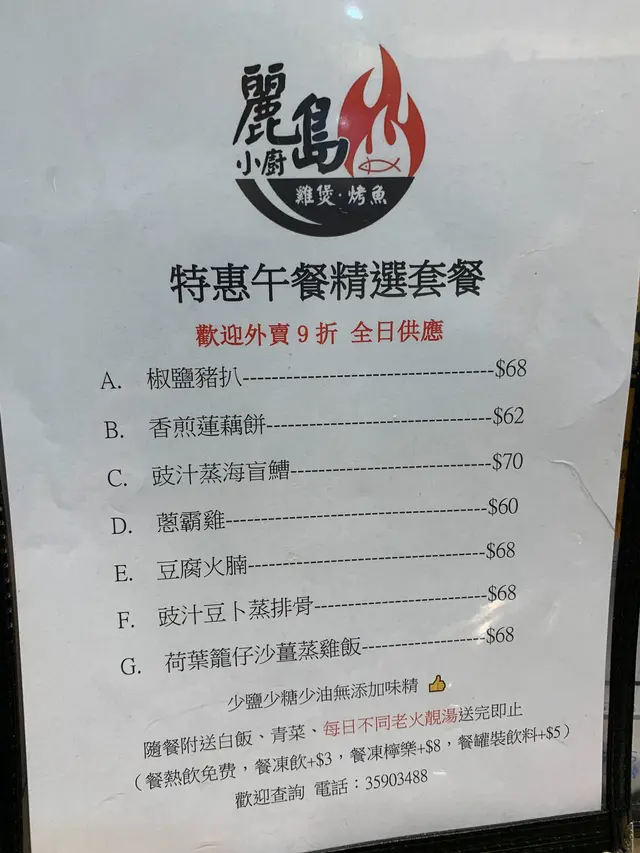 麗島
小廚
雞煲·烤魚
特惠午餐精選套餐
歡迎外賣9折 全日供應
A. 椒鹽豬扒----------------------------------$68
B. 香煎蓮藕餅-------------------------------$62
C. 豉汁蒸海盲鰽----------------------------$70
D. 蔥霸雞------------------------------------$60
E. 豆腐火腩---------------------------------$68
F. 豉汁豆卜蒸排骨------------------------$68
G. 荷葉籠仔沙薑蒸雞飯-----------------$68
少鹽少糖少油無添加味精 👍
隨餐附送白飯、青菜、每日不同老火靚湯送完即止
(餐熱飲免費，餐凍飲+$3，餐凍檸樂+$8，餐罐裝飲料+$5)
歡迎查詢 電話：35903488